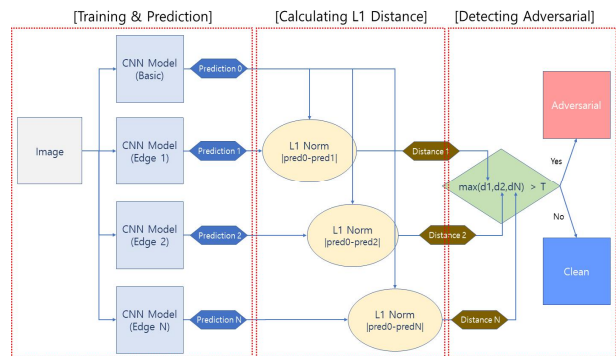 [Training & Prediction]
[Calculating L1 Distance]
[Detecting Adversarial]
Image
CNN Model
(Basic)
Prediction 0
CNN Model
(Edge 1)
Prediction 1
L1 Norm
|pred0-pred1|
Distance 1
CNN Model
(Edge 2)
Prediction 2
L1 Norm
|pred0-pred2|
Distance 2
CNN Model
(Edge N)
Prediction N
L1 Norm
|pred0-predN|
Distance N
max(d1,d2,dN) > T
Yes
Adversarial
No
Clean